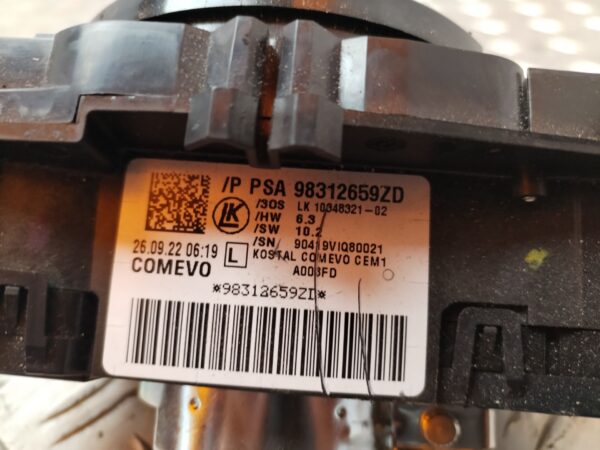 /P PSA 98312659ZD
/3OS LK 10348321-02
LK
/HW 6.3
/SW 10.2
/SN 90419VIQ80021
26.09.22 06:19 L KOSTAL COMEVO CEM1
COMEVO A003FD
*98312659ZD*